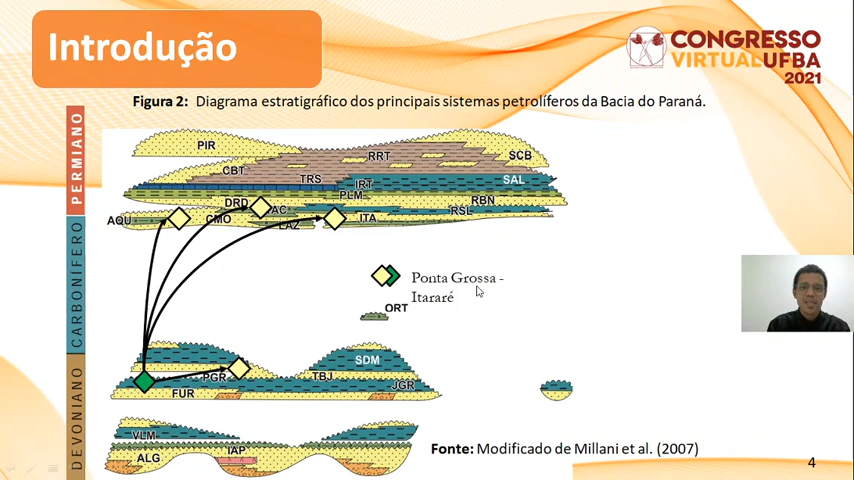 Introdução
CONGRESSO
VIRTUALUFBA
2021
Figura 2: Diagrama estratigráfico dos principais sistemas petrolíferos da Bacia do Paraná.
PERMIANO
CARBONÍFERO
DEVONIANO
PIR
RRT
SCB
CBT
TRS
IRT
SAL
PLM
DRD
RBN
AC
RSL
AQU
CMO
ITA
LAZ
Ponta Grossa -
Itararé
ORT
SDM
PGR
TBJ
JGR
FUR
VLM
ALG
IAP
Fonte: Modificado de Millani et al. (2007)
4